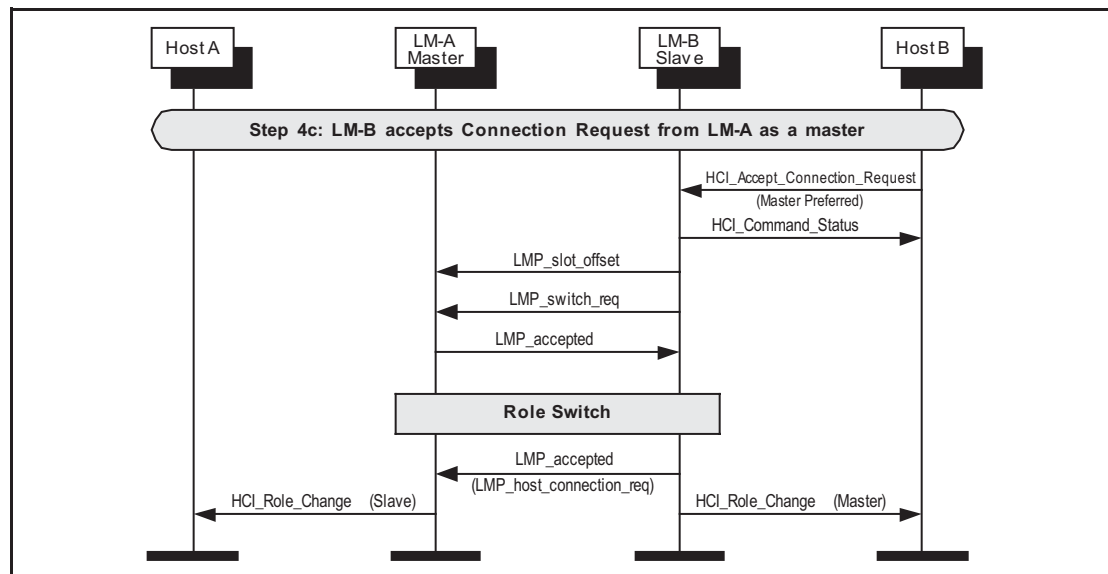 Host A
LM-A
Master
LM-B
Slave
Host B
Step 4c: LM-B accepts Connection Request from LM-A as a master
HCI_Accept_Connection_Request
(Master Preferred)
HCI_Command_Status
LMP_slot_offset
LMP_switch_req
LMP_accepted
Role Switch
LMP_accepted
(LMP_host_connection_req)
HCI_Role_Change (Slave)
HCI_Role_Change (Master)